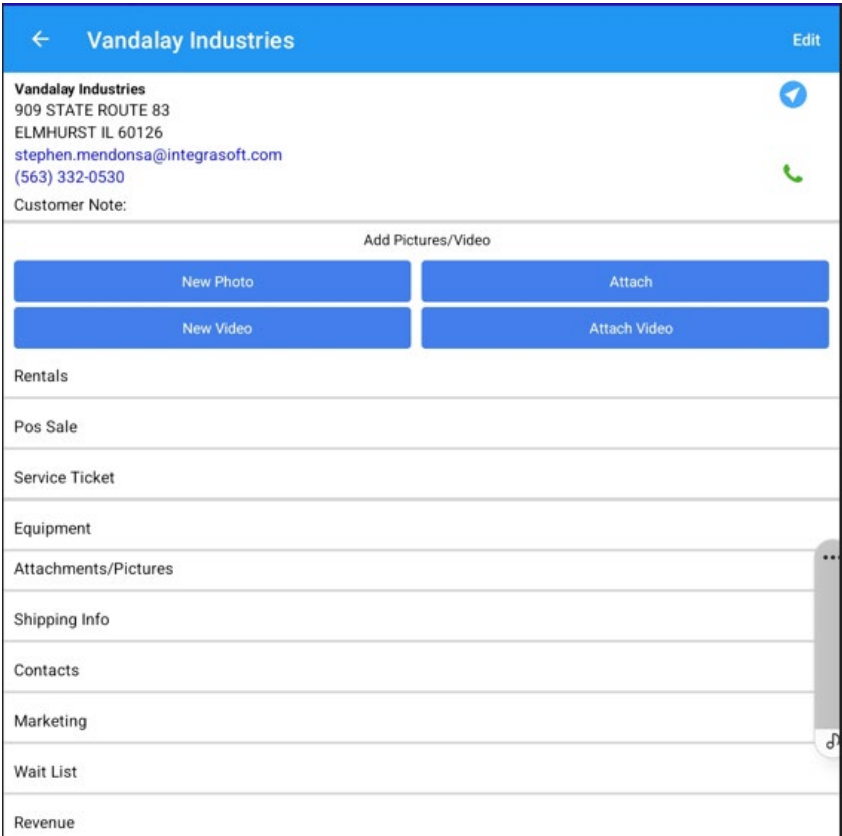 Vandalay Industries
Edit
Vandalay Industries
909 STATE ROUTE 83
ELMHURST IL 60126
stephen.mendonsa@integrasoft.com
(563) 332-0530
Customer Note:
Add Pictures/Video
New Photo
Attach
New Video
Attach Video
Rentals
Pos Sale
Service Ticket
Equipment
Attachments/Pictures
Shipping Info
Contacts
Marketing
Wait List
Revenue